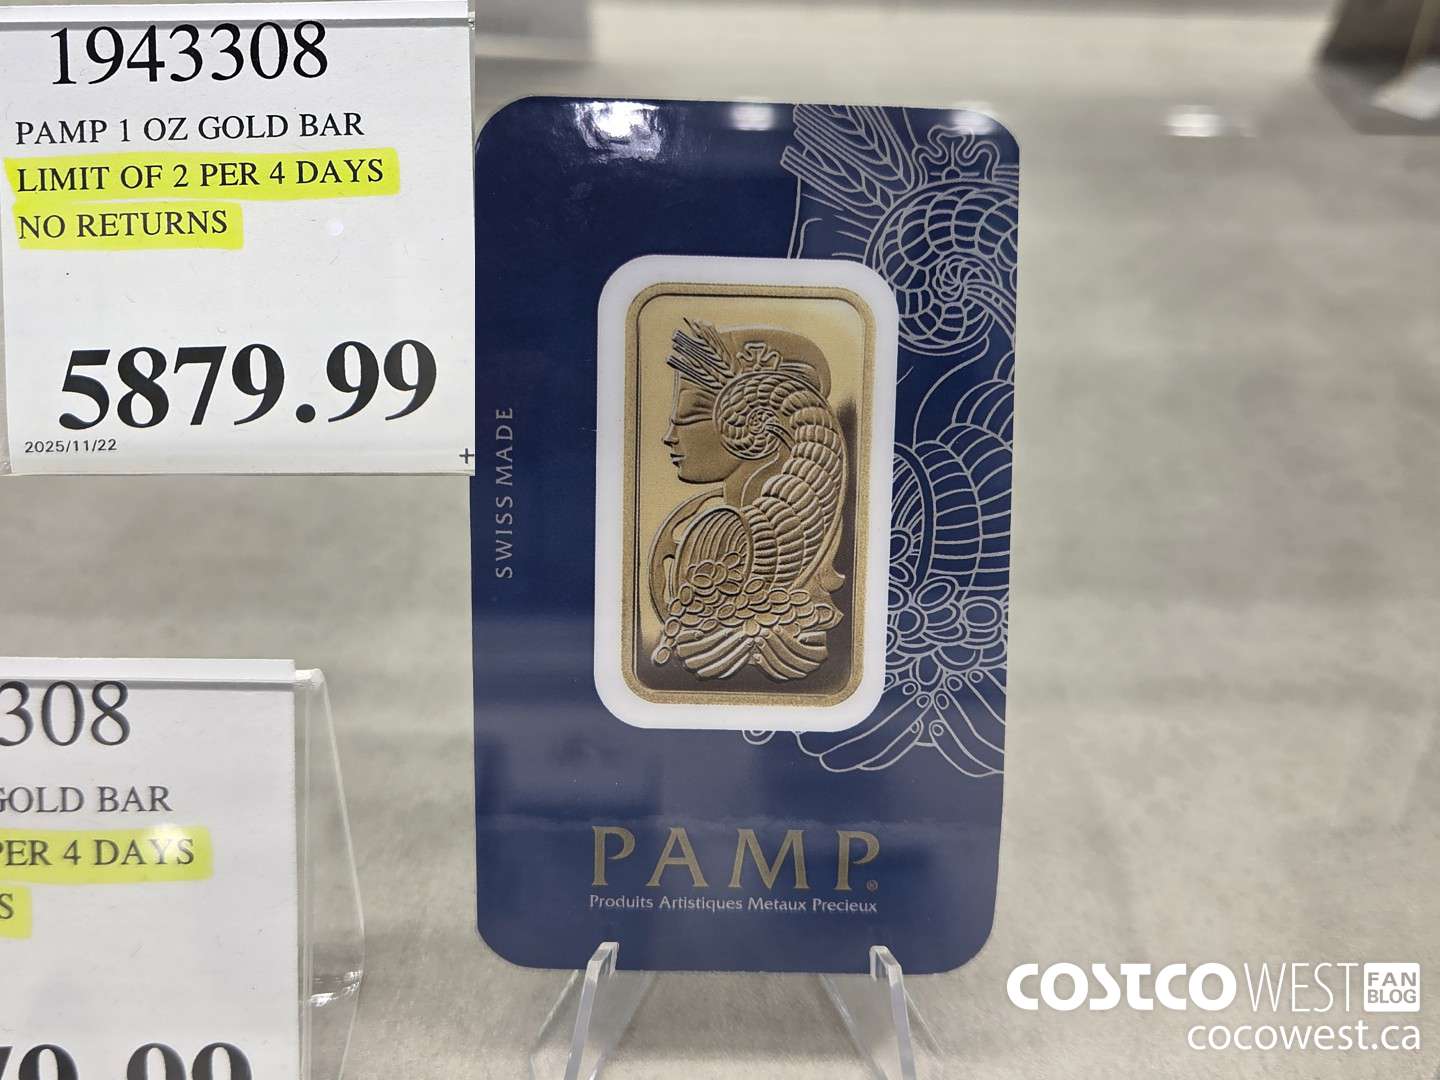 1943308
PAMP 1 OZ GOLD BAR
LIMIT OF 2 PER 4 DAYS
NO RETURNS
5879.99
2025/11/22
+
SWISS MADE
PAMP®
Produits Artistiques Metaux Precieux
308
GOLD BAR
PER 4 DAYS
S
79.99
COSTCO WEST FAN BLOG
cocowest.ca